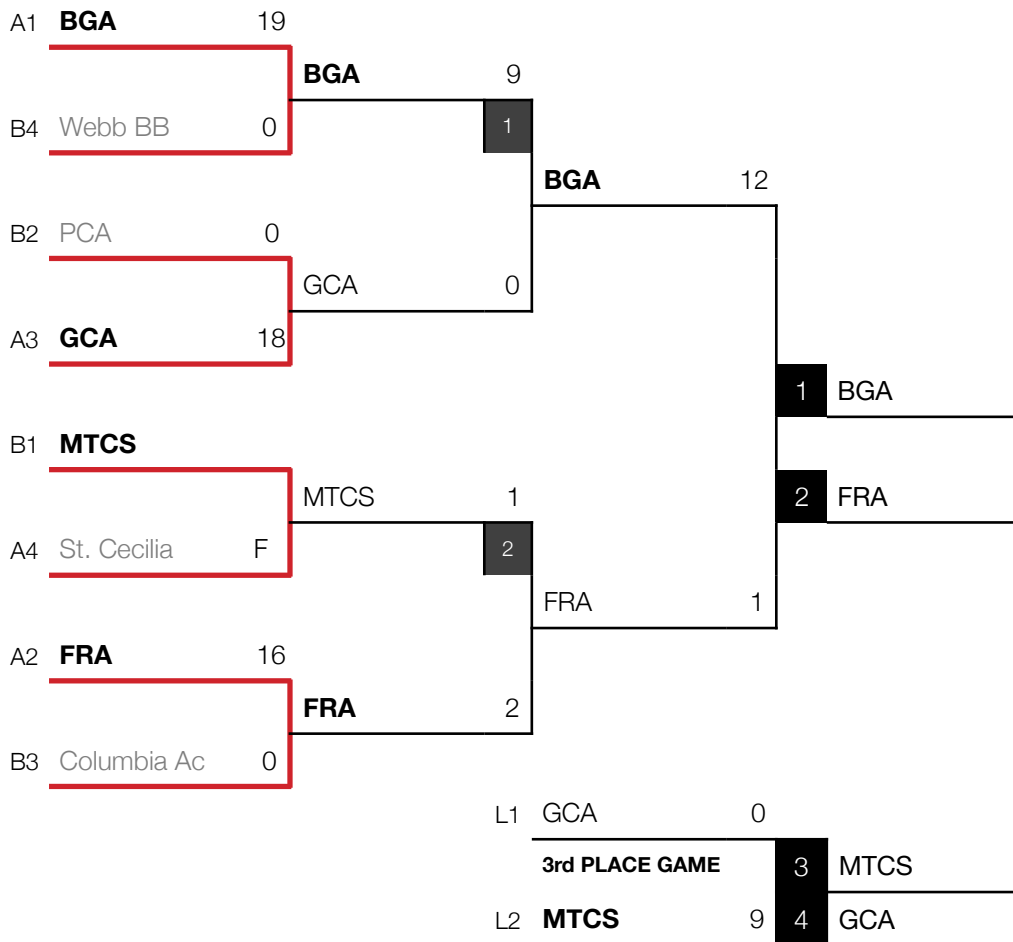 A1 BGA 19
BGA 9
B4 Webb BB 0
1
BGA 12
B2 PCA 0
GCA 0
A3 GCA 18
1 BGA
B1 MTCS
MTCS 1
2 FRA
A4 St. Cecilia F
2
FRA 1
A2 FRA 16
FRA 2
B3 Columbia Ac 0
L1 GCA 0
3rd PLACE GAME 3 MTCS
L2 MTCS 9 4 GCA